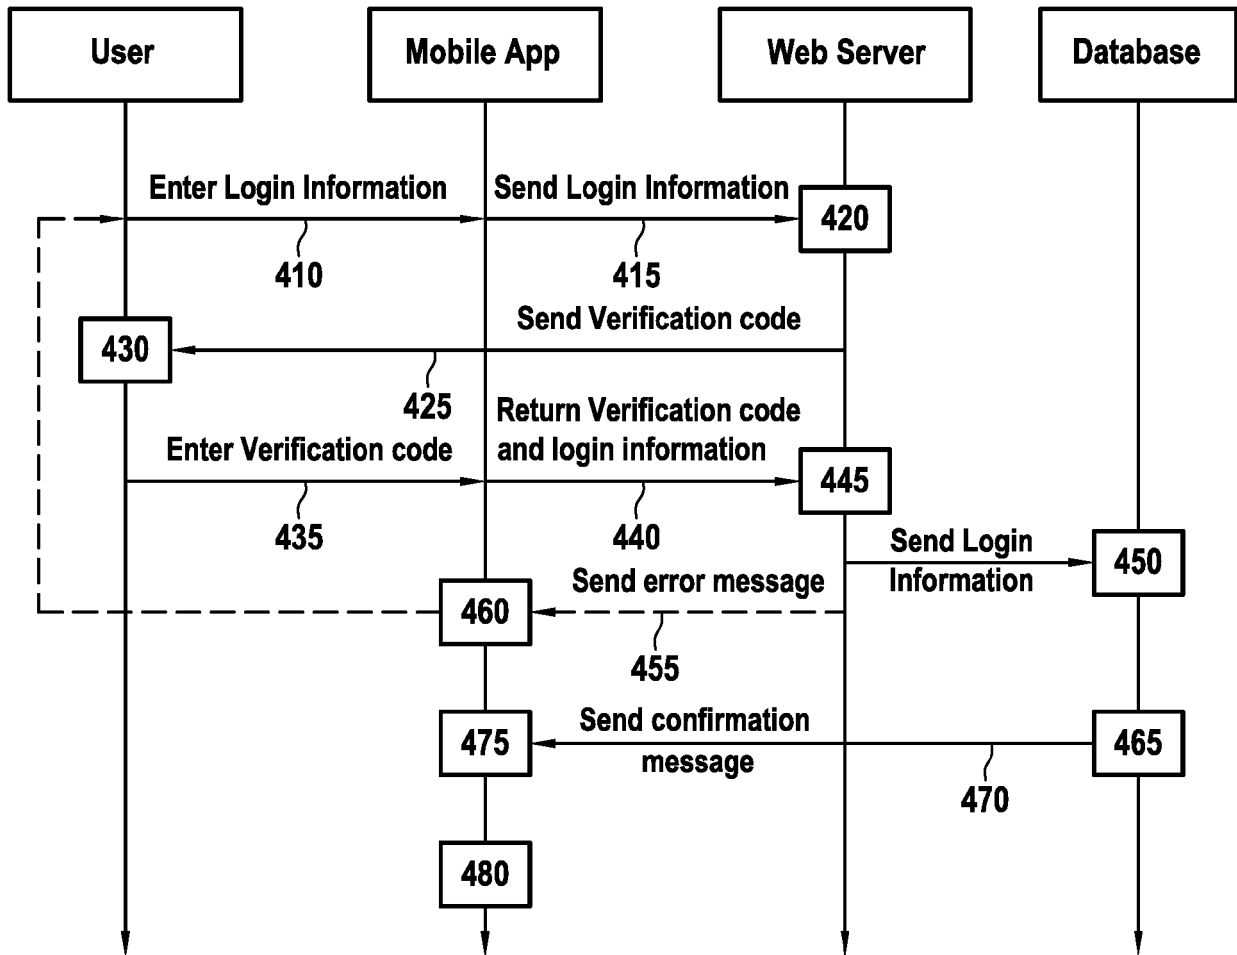 User
Mobile App
Web Server
Database
Enter Login Information
Send Login Information
420
410
415
Send Verification code
430
425
Return Verification code
and login information
Enter Verification code
445
435
440
Send Login
Information
450
Send error message
460
455
Send confirmation
message
475
465
470
480